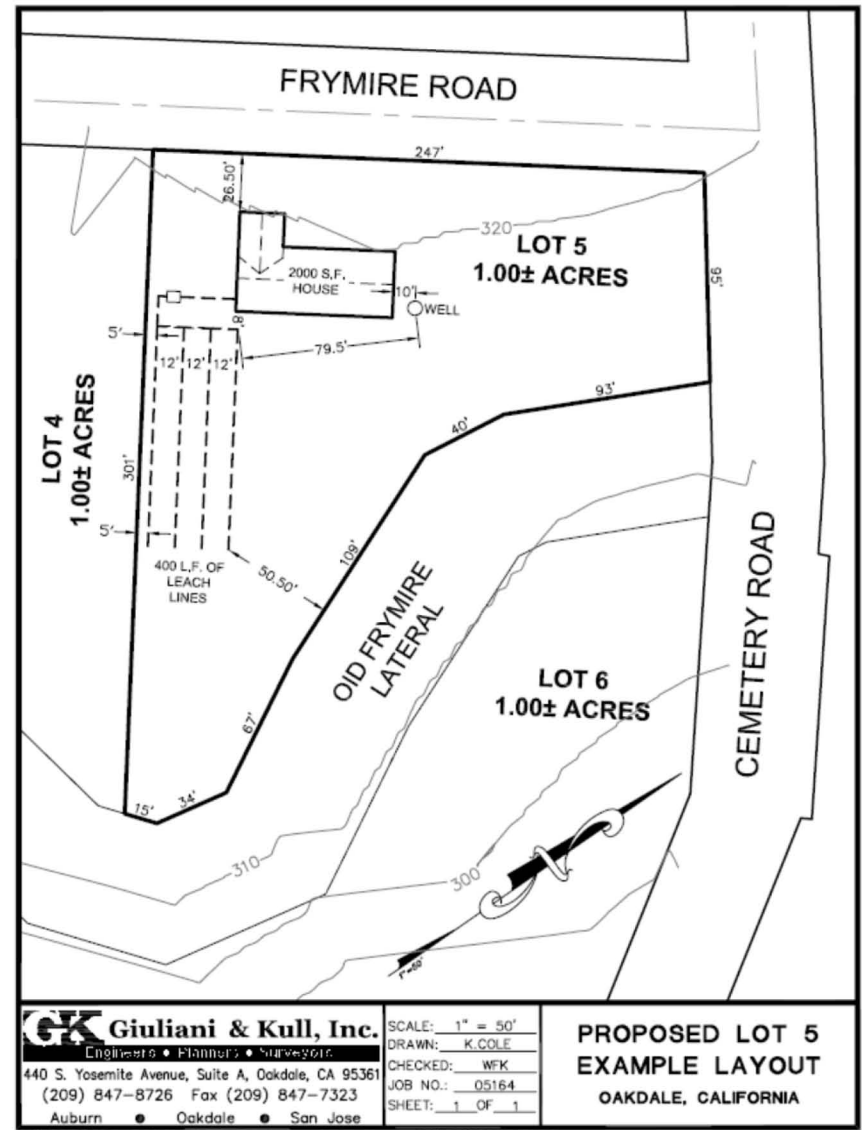 FRYMIRE ROAD
247'
26.50'
320
LOT 5
1.00± ACRES
95'
2000 S.F.
HOUSE
10'
WELL
8'
79.5'
5'
12' 12' 12'
93'
40'
LOT 4
1.00± ACRES
301'
5'
109'
400 L.F. OF
LEACH
LINES
50.50'
OID FRYMIRE
LATERAL
CEMETERY ROAD
LOT 6
1.00± ACRES
67'
34'
15'
310
300
N
1"=50'
GK Giuliani & Kull, Inc.
Engineers • Planners • Surveyors
440 S. Yosemite Avenue, Suite A, Oakdale, CA 95361
(209) 847-8726 Fax (209) 847-7323
Auburn • Oakdale • San Jose
SCALE: 1" = 50'
DRAWN: K.COLE
CHECKED: WFK
JOB NO.: 05164
SHEET: 1 OF 1
PROPOSED LOT 5
EXAMPLE LAYOUT
OAKDALE, CALIFORNIA